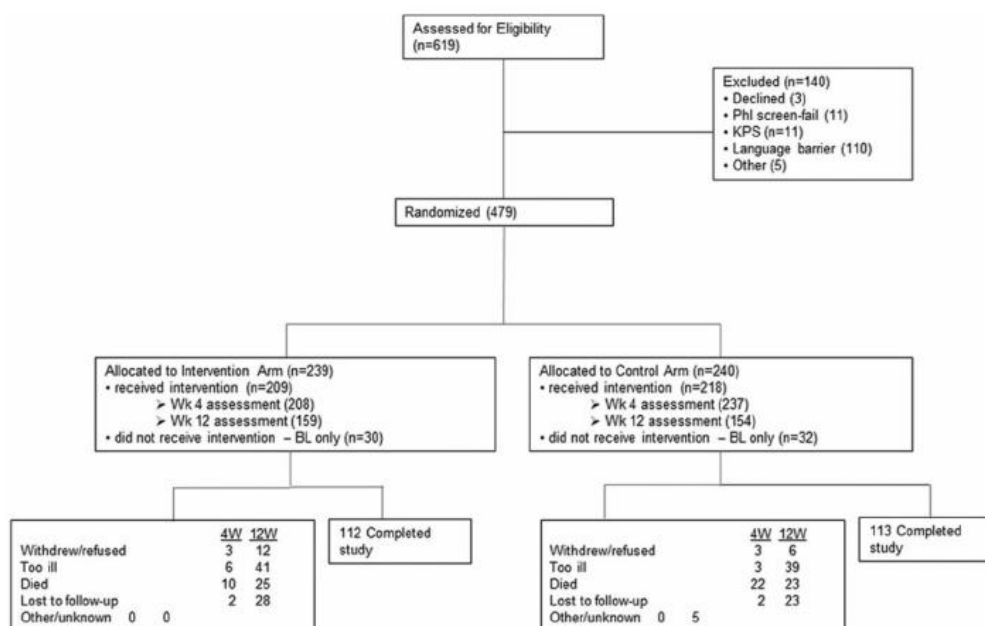 Assessed for Eligibility
(n=619)
Excluded (n=140)
• Declined (3)
• PhI screen-fail (11)
• KPS (n=11)
• Language barrier (110)
• Other (5)
Randomized (479)
Allocated to Intervention Arm (n=239)
• received intervention (n=209)
➢ Wk 4 assessment (208)
➢ Wk 12 assessment (159)
• did not receive intervention – BL only (n=30)
Allocated to Control Arm (n=240)
• received intervention (n=218)
➢ Wk 4 assessment (237)
➢ Wk 12 assessment (154)
• did not receive intervention – BL only (n=32)
4W 12W
Withdrew/refused 3 12
Too ill 6 41
Died 10 25
Lost to follow-up 2 28
Other/unknown 0 0
112 Completed
study
4W 12W
Withdrew/refused 3 6
Too ill 3 39
Died 22 23
Lost to follow-up 2 23
Other/unknown 0 5
113 Completed
study